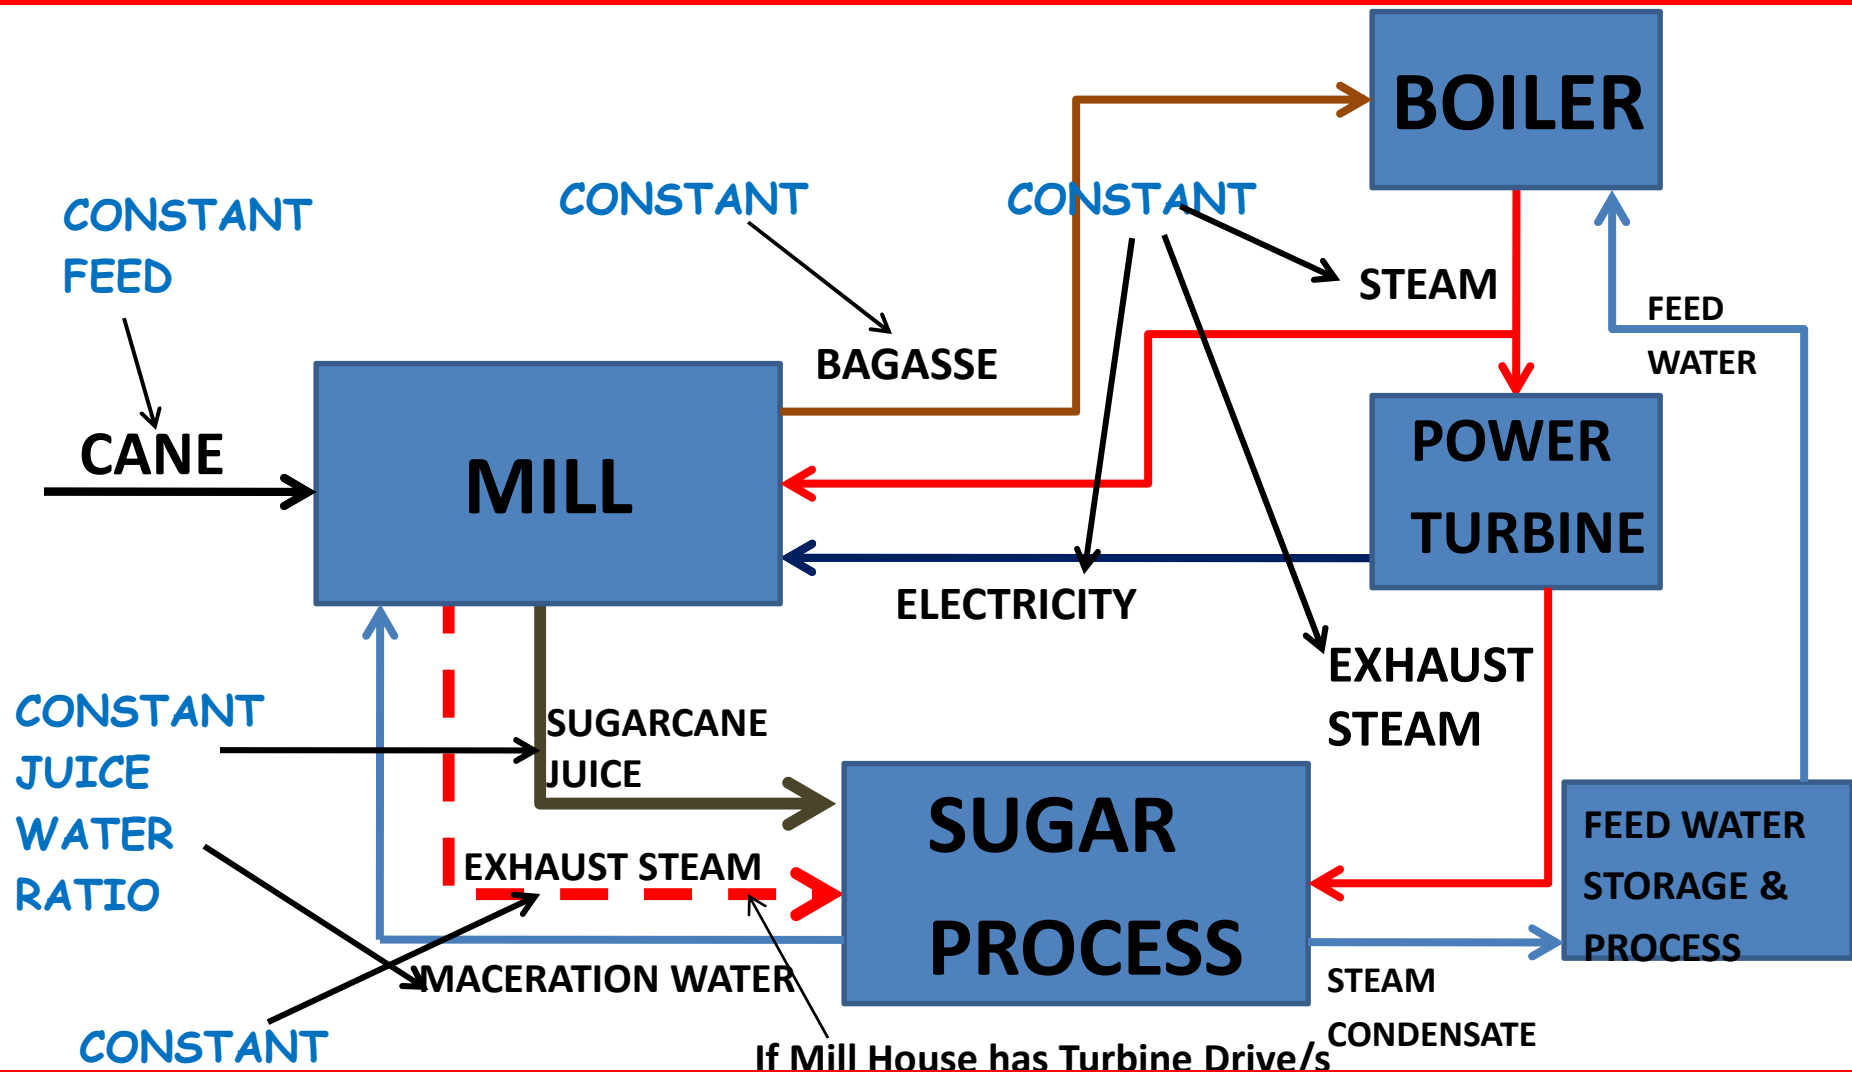 BOILER
CONSTANT
CONSTANT
CONSTANT
FEED
STEAM
FEED
WATER
BAGASSE
CANE
MILL
POWER
TURBINE
ELECTRICITY
EXHAUST
STEAM
CONSTANT
JUICE
WATER
RATIO
SUGARCANE
JUICE
SUGAR
PROCESS
FEED WATER
STORAGE &
PROCESS
EXHAUST STEAM
MACERATION WATER
STEAM
CONDENSATE
CONSTANT
If Mill House has Turbine Drive/s